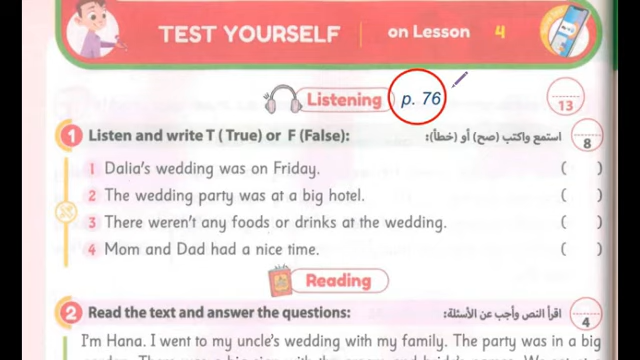 TEST YOURSELF on Lesson 4
Listening p. 76
13
1 Listen and write T ( True) or F (False): استمع واكتب (صح) أو (خطأ):
8
1 Dalia's wedding was on Friday. ( )
2 The wedding party was at a big hotel. ( )
3 There weren't any foods or drinks at the wedding. ( )
4 Mom and Dad had a nice time. ( )
Reading
2 Read the text and answer the questions: اقرأ النص وأجب عن الأسئلة:
4
I'm Hana. I went to my uncle's wedding with my family. The party was in a big